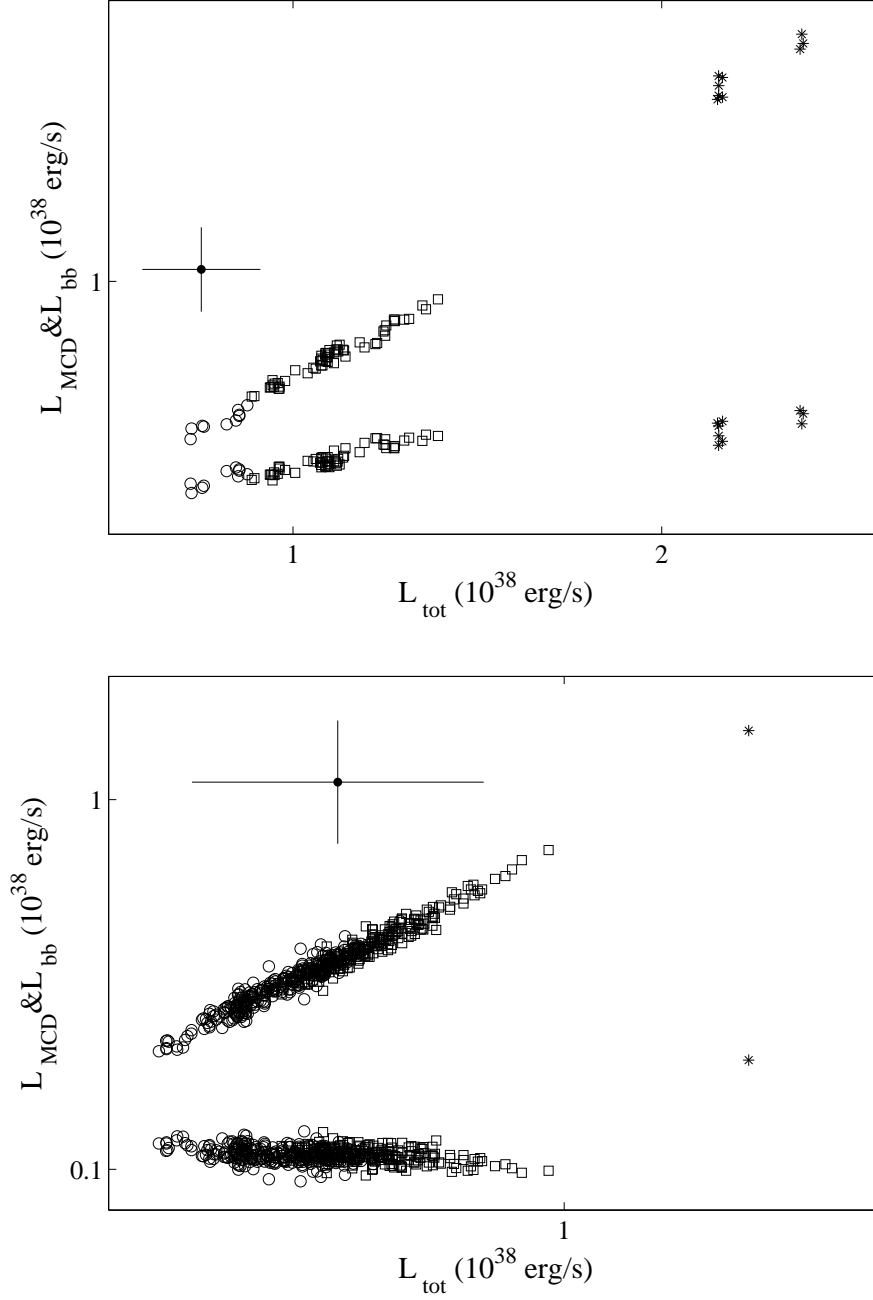 L_MCD&L_bb (10^38 erg/s)
1
1
2
L_tot (10^38 erg/s)
L_MCD&L_bb (10^38 erg/s)
1
0.1
1
L_tot (10^38 erg/s)